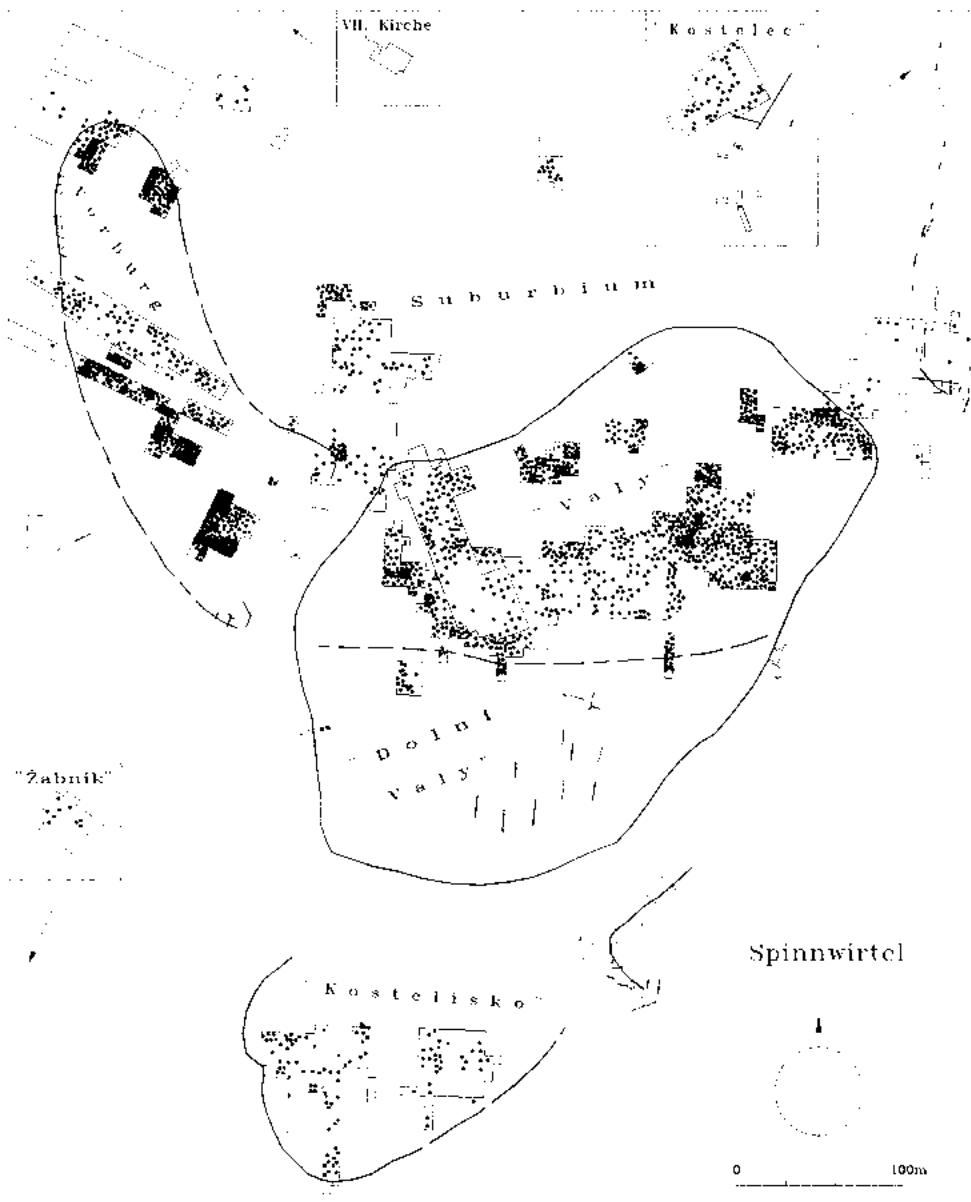 VII. Kirche
"Kostelec"
Vorburg
Suburbium
"Valy"
"Dolní
Valy"
"Žabník"
Spinnwirtel
"Kostelisko"
0 100m